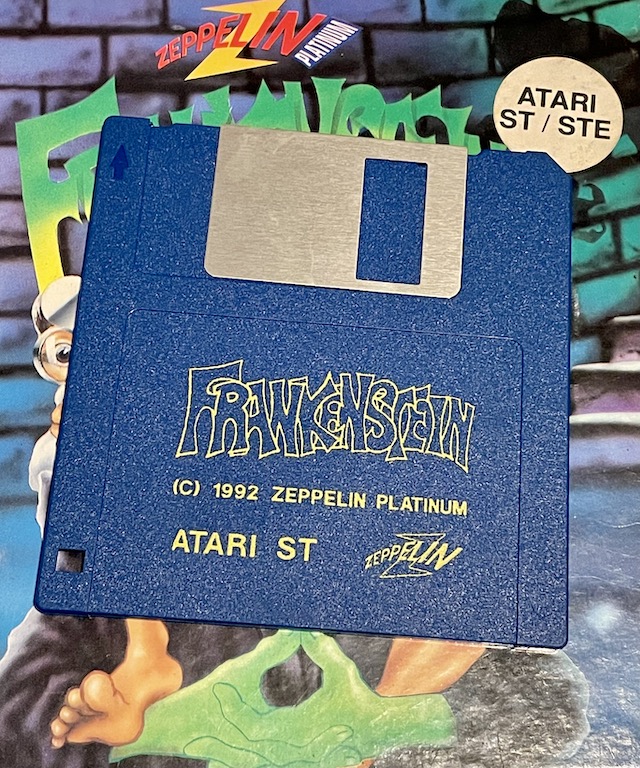 ZEPPELIN
PLATINUM
ATARI
ST / STE
FRANKENSTEIN
(C) 1992 ZEPPELIN PLATINUM
ATARI ST
ZEPPELIN